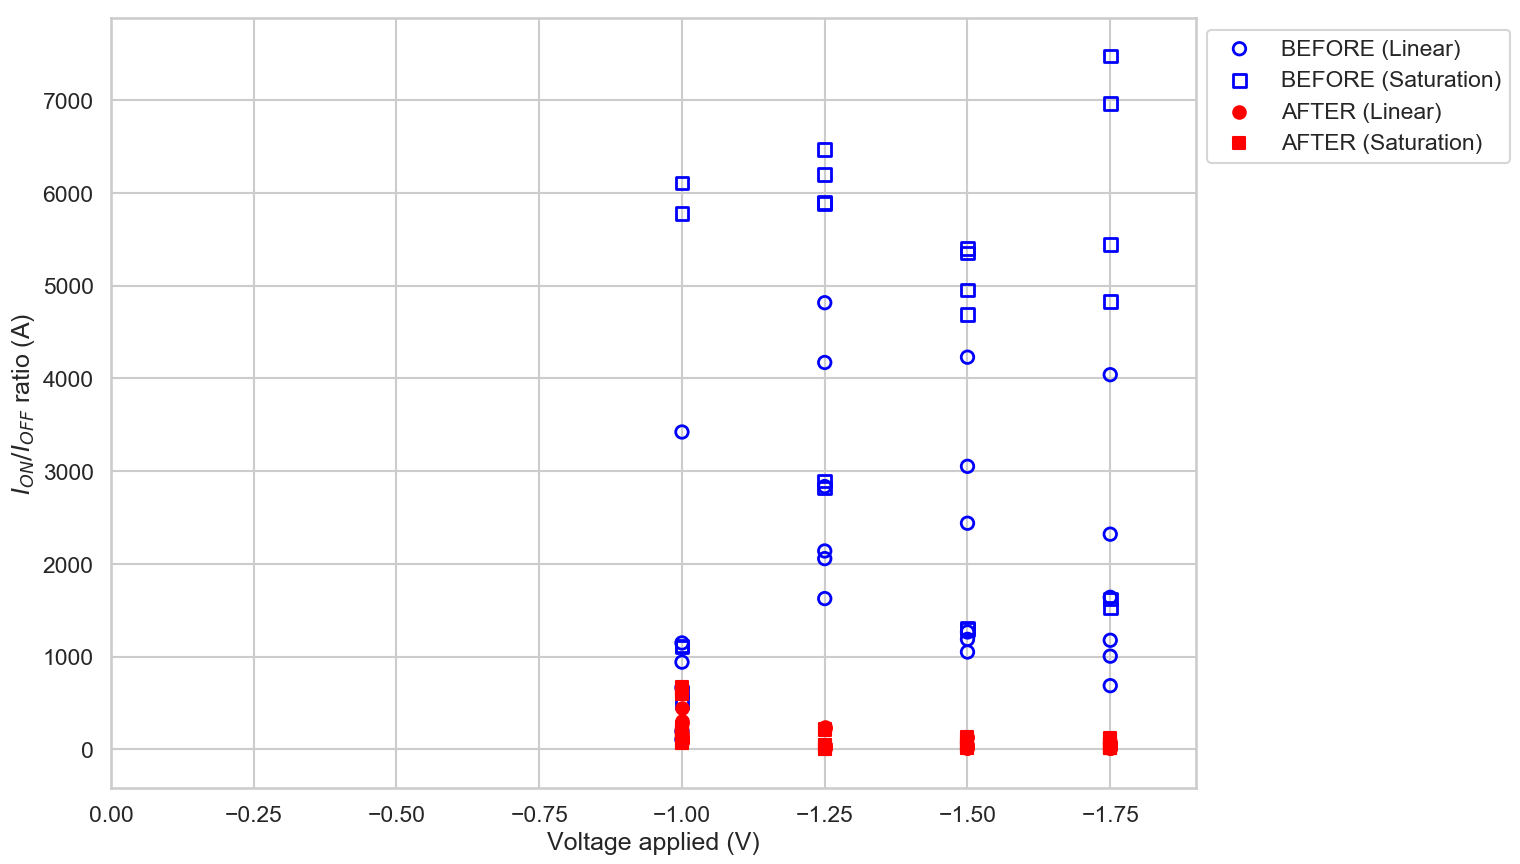 7000
6000
5000
4000
3000
2000
1000
0
I_ON/I_OFF ratio (A)
0.00 −0.25 −0.50 −0.75 −1.00 −1.25 −1.50 −1.75
Voltage applied (V)
BEFORE (Linear)
BEFORE (Saturation)
AFTER (Linear)
AFTER (Saturation)